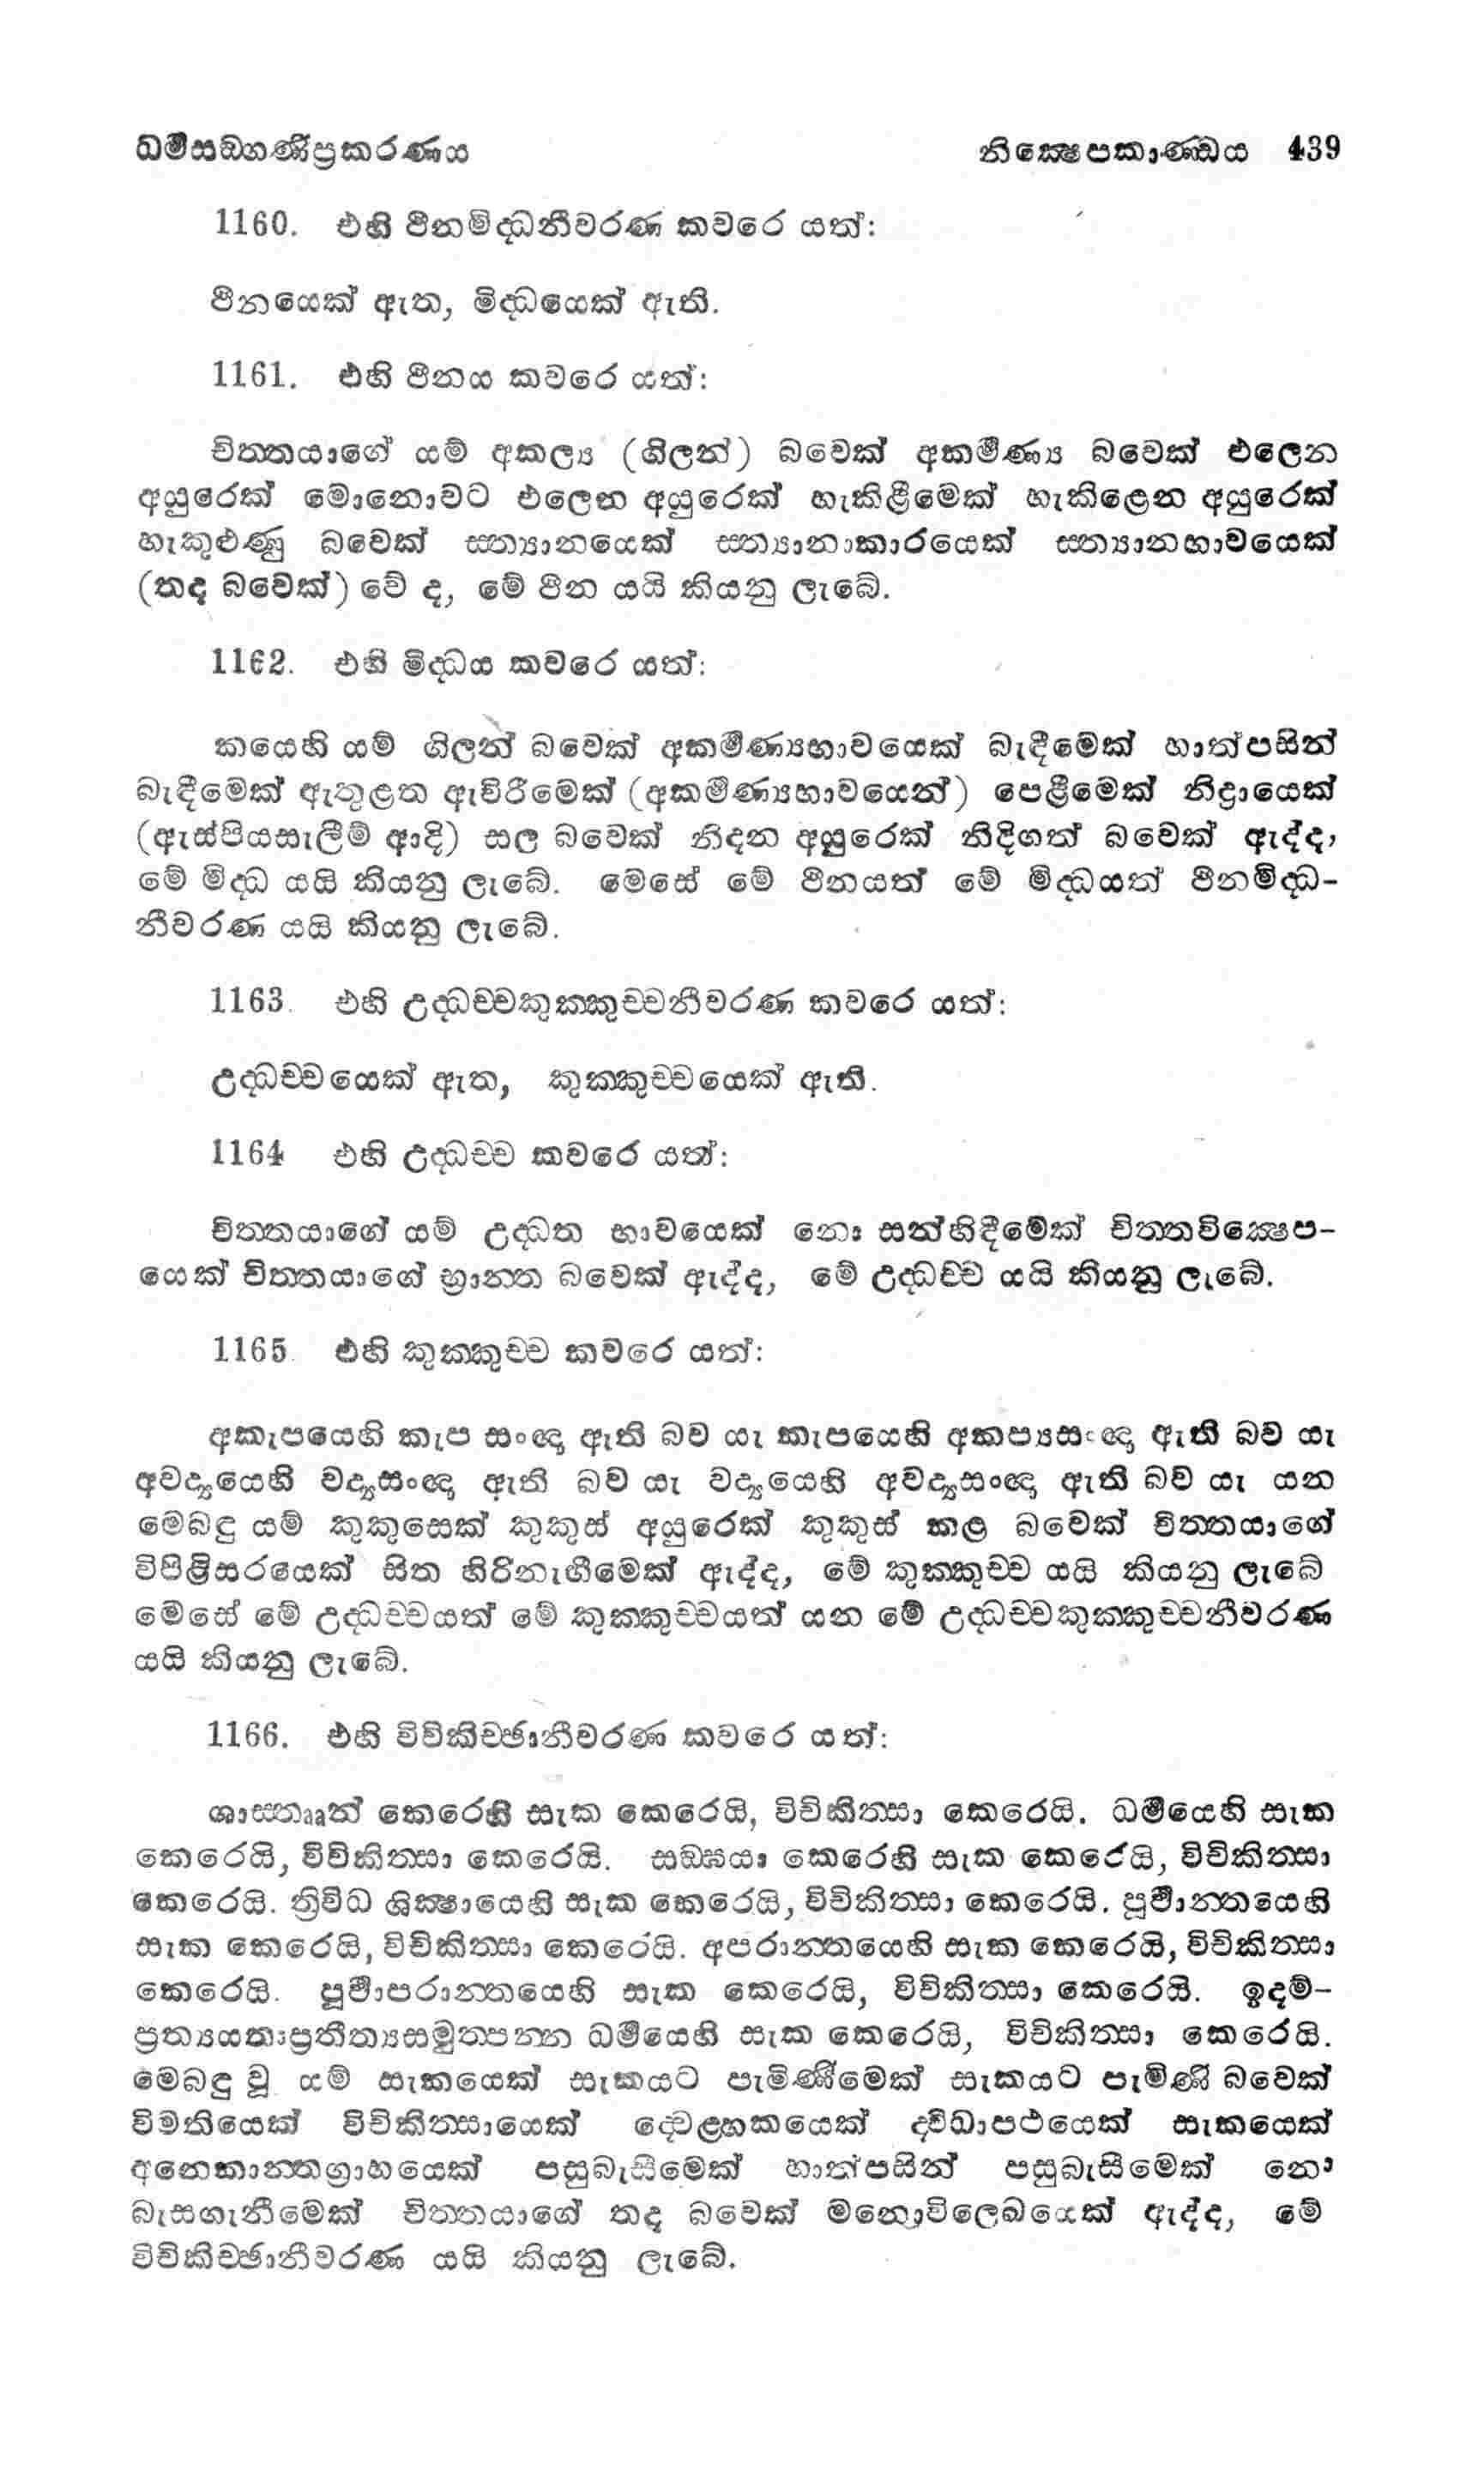 ධර්මසඞ්ගණීප්‍රකරණය නික්ෂෙපකාණ්ඩය 439
1160. එහි ථීනමිද්ධනීවරණ කවරෙ යත්:
ථීනයෙක් ඇත, මිද්ධයෙක් ඇති.
1161. එහි ථීනය කවරෙ යත්:
චිත්තයාගේ යම් අකල්‍ය (ගිලන්) බවෙක් අකර්මණ්‍ය බවෙක් එලෙන
අයුරෙක් මොනොවට එලෙන අයුරෙක් හැකිළීමෙක් හැකිළෙන අයුරෙක්
හැකුළුණු බවෙක් ස්ත්‍යානයෙක් ස්ත්‍යානාකාරයෙක් ස්ත්‍යානභාවයෙක්
(තද බවෙක්) වේ ද, මේ ථීන යයි කියනු ලැබේ.
1162. එහි මිද්ධය කවරෙ යත්:
කයෙහි යම් ගිලන් බවෙක් අකර්මණ්‍යභාවයෙක් බැඳීමෙක් හාත්පසින්
බැඳීමෙක් ඇතුළත ඇවිරීමෙක් (අකර්මණ්‍යභාවයෙන්) පෙළීමෙක් නිද්‍රායෙක්
(ඇස්පියසැලීම් ආදි) සල බවෙක් නිදන අයුරෙක් නිදිගත් බවෙක් ඇද්ද,
මේ මිද්ධ යයි කියනු ලැබේ. මෙසේ මේ ථීනයත් මේ මිද්ධයත් ථීනමිද්ධ-
නීවරණ යයි කියනු ලැබේ.
1163. එහි උද්ධච්චකුක්කුච්චනීවරණ කවරෙ යත්:
උද්ධච්චයෙක් ඇත, කුක්කුච්චයෙක් ඇති.
1164 එහි උද්ධච්ච කවරෙ යත්:
චිත්තයාගේ යම් උද්ධත භාවයෙක් නො සන්හිඳීමෙක් චිත්තවික්ෂෙප-
යෙක් චිත්තයාගේ භ්‍රාන්ත බවෙක් ඇද්ද, මේ උද්ධච්ච යයි කියනු ලැබේ.
1165. එහි කුක්කුච්ච කවරෙ යත්:
අකැපයෙහි කැප සංඥා ඇති බව යැ කැපයෙහි අකප්‍යසංඥා ඇති බව යැ
අවද්‍යයෙහි වද්‍යසංඥා ඇති බව යැ වද්‍යයෙහි අවද්‍යසංඥා ඇති බව යැ යන
මෙබඳු යම් කුකුසෙක් කුකුස් අයුරෙක් කුකුස් කළ බවෙක් චිත්තයාගේ
විපිළිසරයෙක් සිත හිරිනැඟීමෙක් ඇද්ද, මේ කුක්කුච්ච යයි කියනු ලැබේ
මෙසේ මේ උද්ධච්චයත් මේ කුක්කුච්චයත් යන මේ උද්ධච්චකුක්කුච්චනීවරණ
යයි කියනු ලැබේ.
1166. එහි විචිකිච්ඡානීවරණ කවරෙ යත්:
ශාස්තෲන් කෙරෙහි සැක කෙරෙයි, විචිකිත්සා කෙරෙයි. ධර්මයෙහි සැක
කෙරෙයි, විචිකිත්සා කෙරෙයි. සඞ්ඝයා කෙරෙහි සැක කෙරෙයි, විචිකිත්සා
කෙරෙයි. ත්‍රිවිධ ශික්ෂායෙහි සැක කෙරෙයි, විචිකිත්සා කෙරෙයි. පූර්වාන්තයෙහි
සැක කෙරෙයි, විචිකිත්සා කෙරෙයි. අපරාන්තයෙහි සැක කෙරෙයි, විචිකිත්සා
කෙරෙයි. පූර්වාපරාන්තයෙහි සැක කෙරෙයි, විචිකිත්සා කෙරෙයි. ඉදම්-
ප්‍රත්‍යයතාප්‍රතීත්‍යසමුත්පන්න ධර්මයෙහි සැක කෙරෙයි, විචිකිත්සා කෙරෙයි.
මෙබඳු වූ යම් සැකයෙක් සැකයට පැමිණීමෙක් සැකයට පැමිණි බවෙක්
විමතියෙක් විචිකිත්සායෙක් ද්වෙළ්හකයෙක් ද්විධාපථයෙක් සැකයෙක්
අනෙකාන්තග්‍රාහයෙක් පසුබැසීමෙක් හාත්පසින් පසුබැසීමෙක් නො
බැසගැනීමෙක් චිත්තයාගේ තද බවෙක් මනොවිලෙඛයෙක් ඇද්ද, මේ
විචිකිච්ඡානීවරණ යයි කියනු ලැබේ.